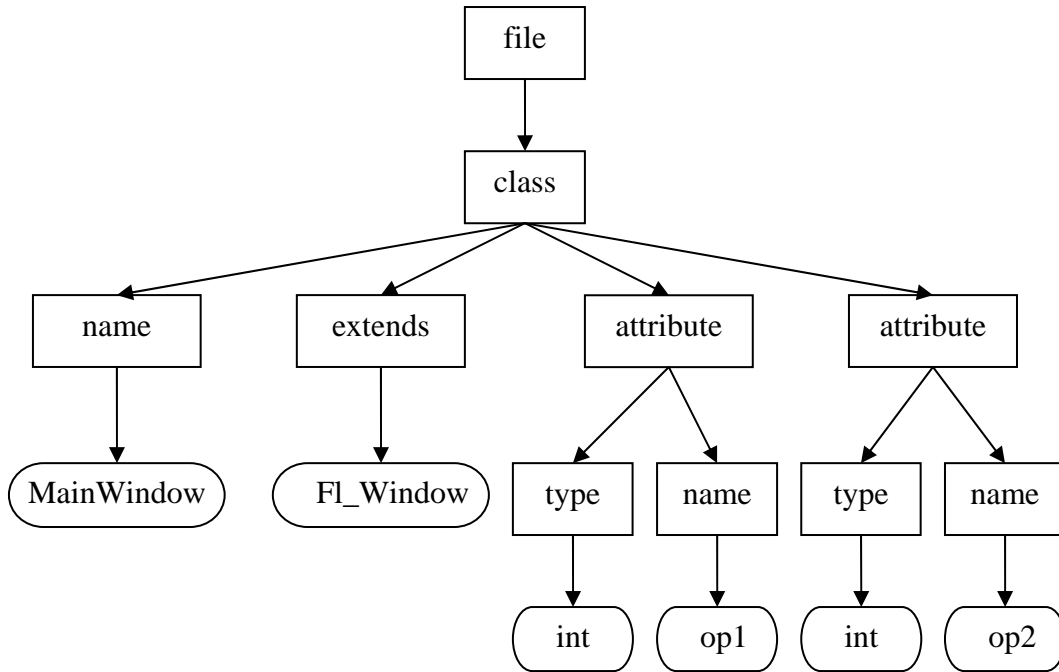 file
class
name
extends
attribute
attribute
MainWindow
Fl_Window
type
name
type
name
int
op1
int
op2